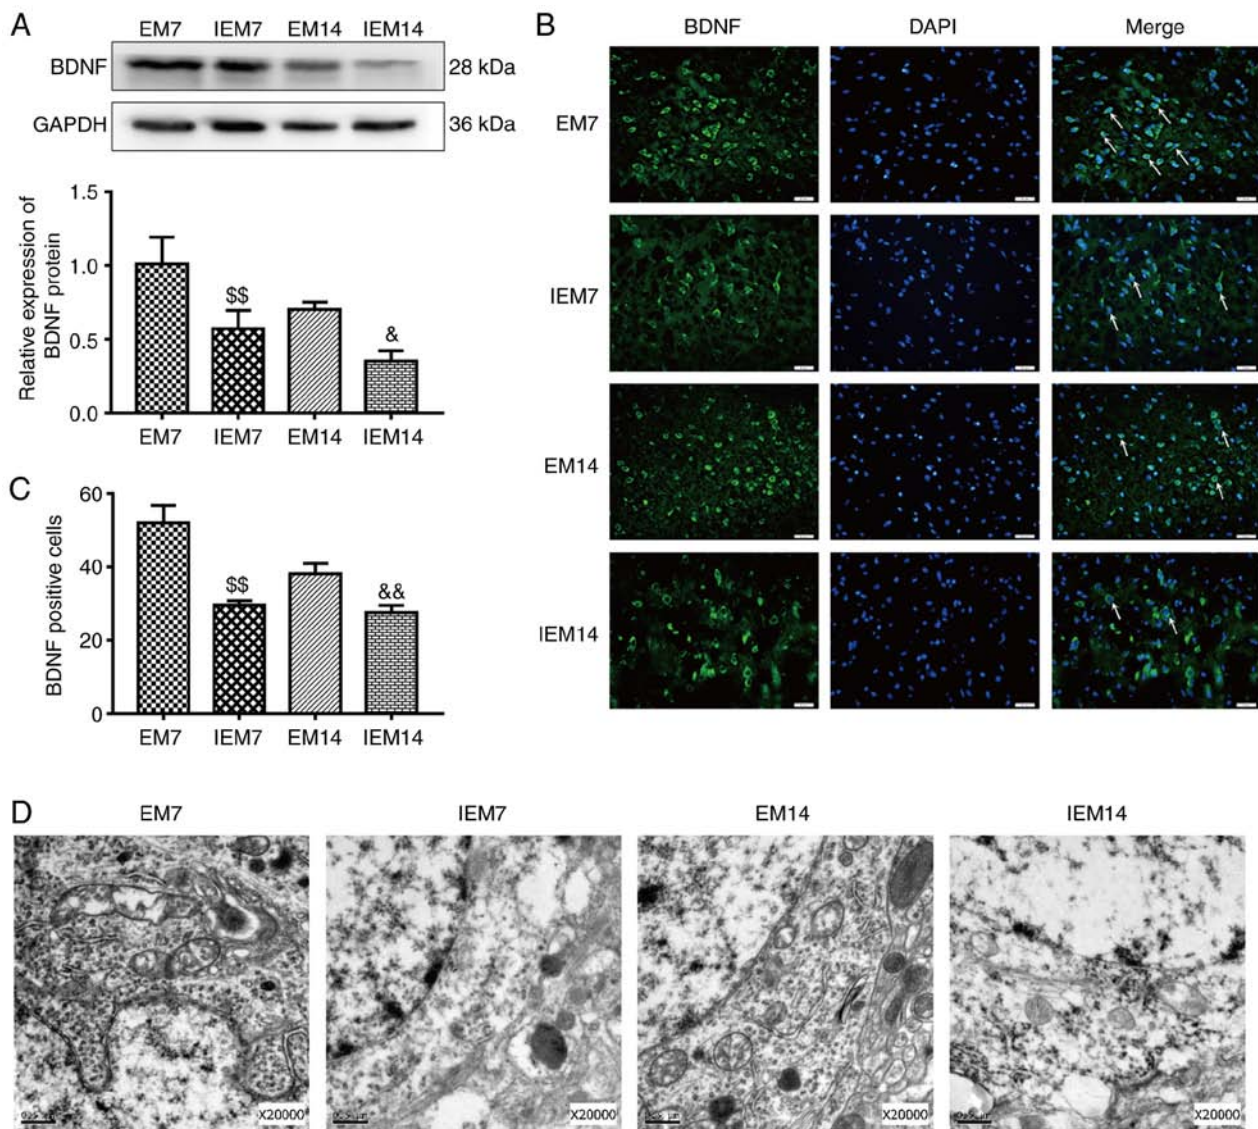 A
EM7 IEM7 EM14 IEM14
BDNF 28 kDa
GAPDH 36 kDa
Relative expression of
BDNF protein
1.5
1.0
0.5
0.0
$$
&
EM7 IEM7 EM14 IEM14
B
BDNF DAPI Merge
EM7
IEM7
EM14
IEM14
C
BDNF positive cells
60
40
20
0
$$
&&
EM7 IEM7 EM14 IEM14
D
EM7 IEM7 EM14 IEM14
X20000 X20000 X20000 X20000